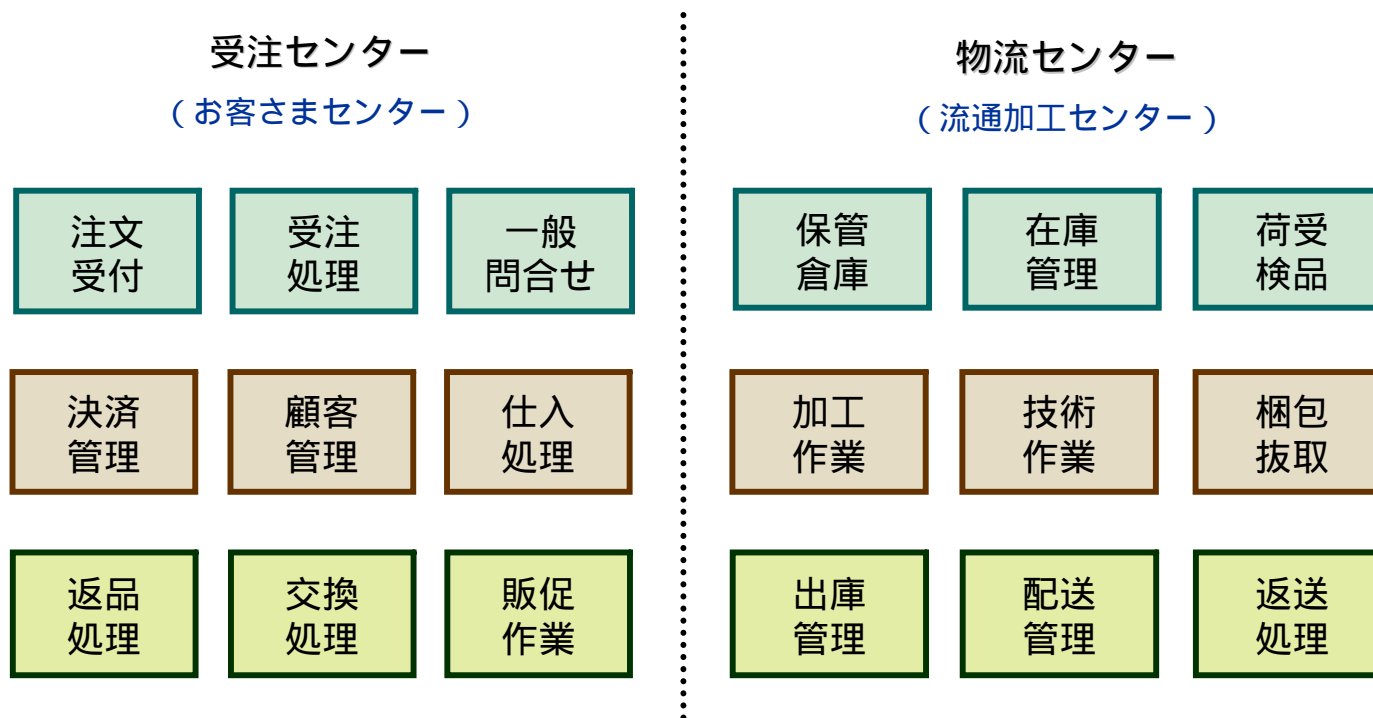 受注センター
（お客さまセンター）
注文
受付
受注
処理
一般
問合せ
決済
管理
顧客
管理
仕入
処理
返品
処理
交換
処理
販促
作業
物流センター
（流通加工センター）
保管
倉庫
在庫
管理
荷受
検品
加工
作業
技術
作業
梱包
抜取
出庫
管理
配送
管理
返送
処理